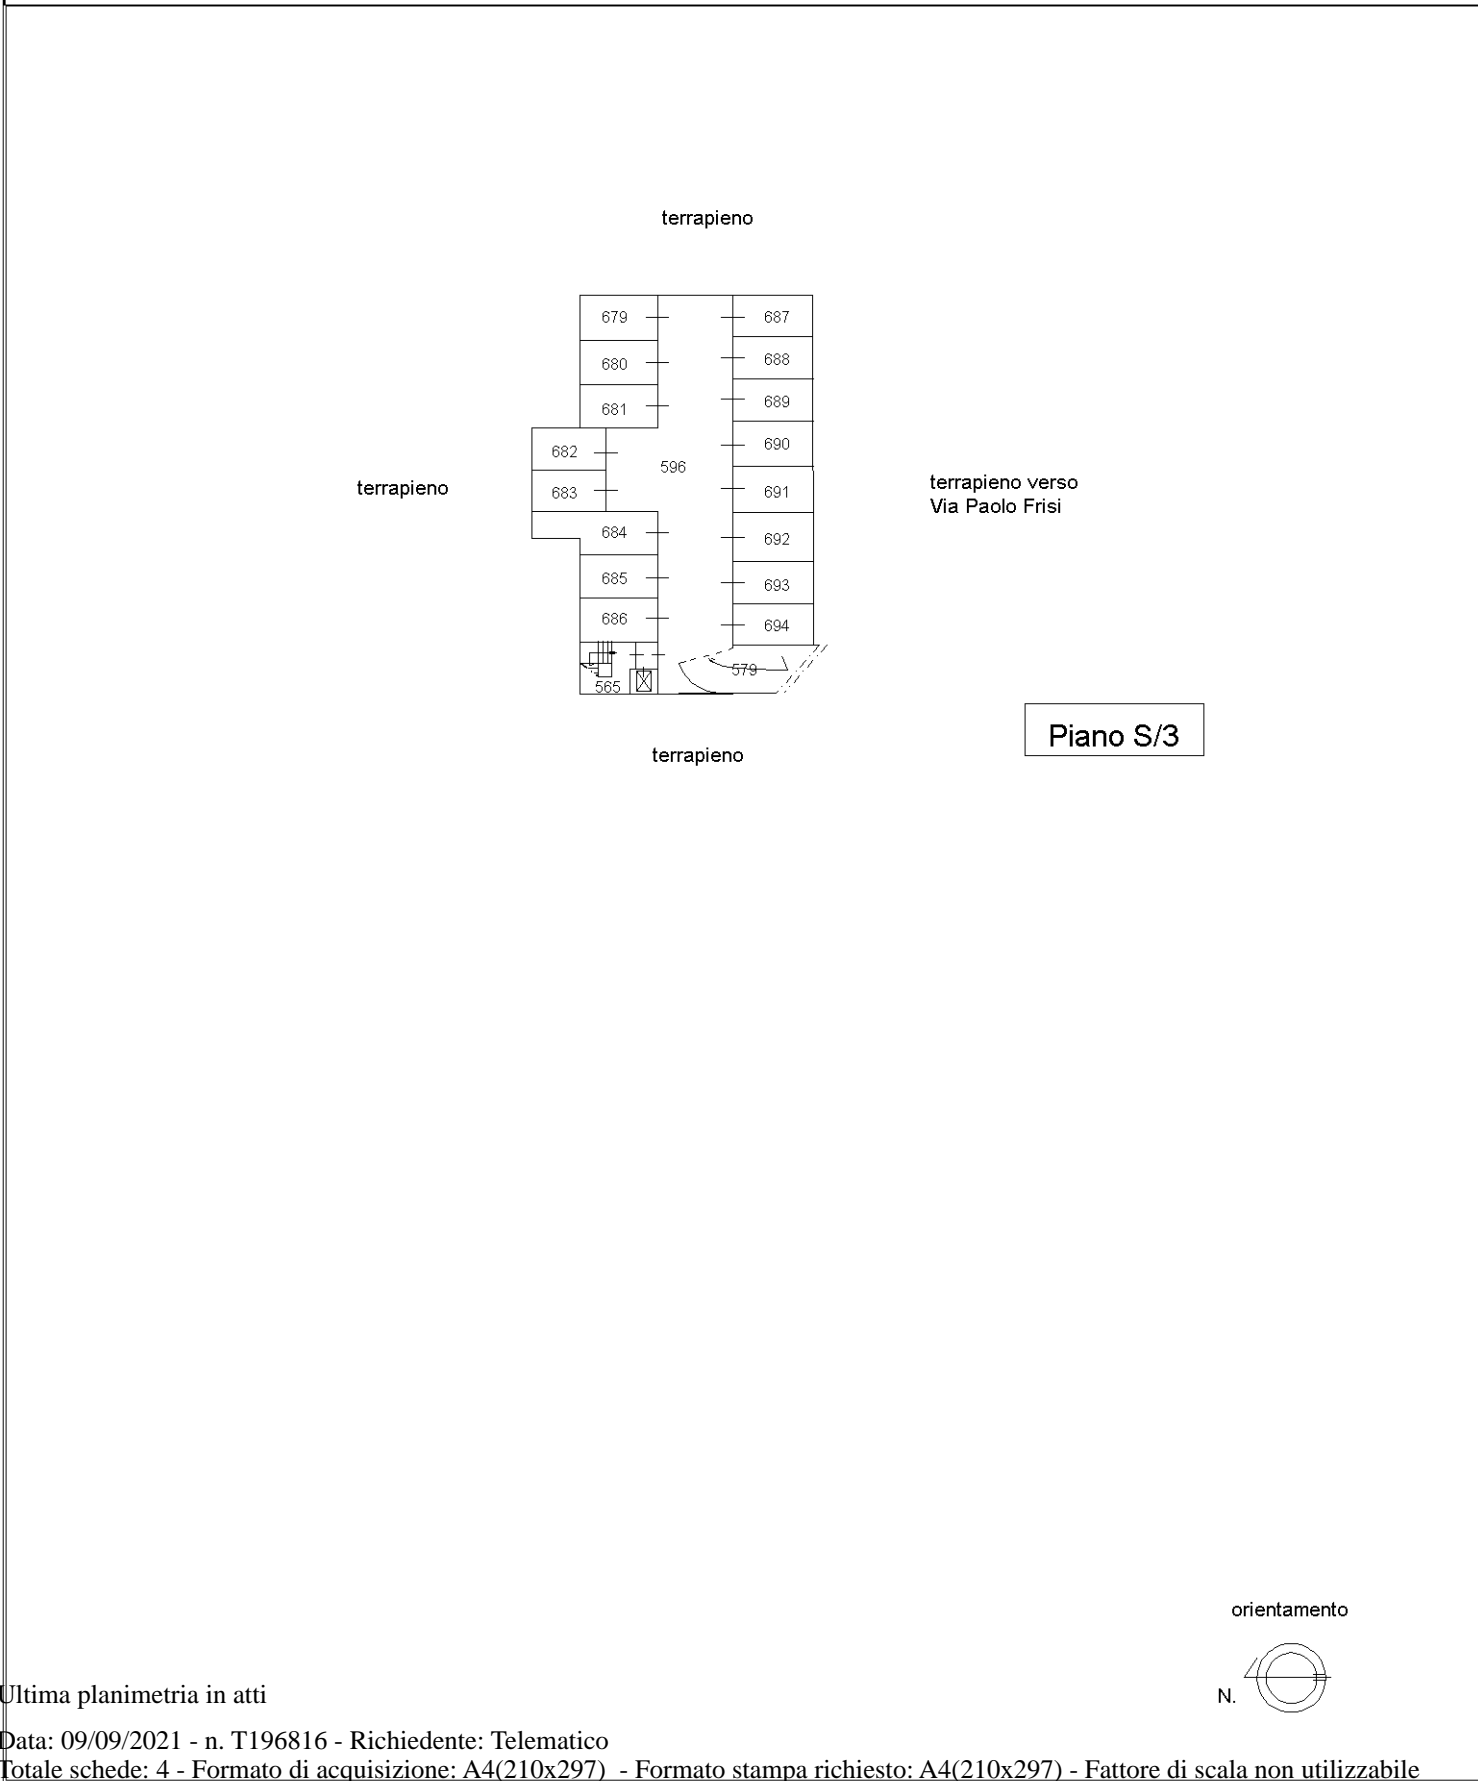 terrapieno
679
687
680
688
681
689
682
690
596
terrapieno
terrapieno verso
Via Paolo Frisi
683
691
684
692
685
693
686
694
579
565
Piano S/3
terrapieno
orientamento
N.
Ultima planimetria in atti
Data: 09/09/2021 - n. T196816 - Richiedente: Telematico
Totale schede: 4 - Formato di acquisizione: A4(210x297) - Formato stampa richiesto: A4(210x297) - Fattore di scala non utilizzabile